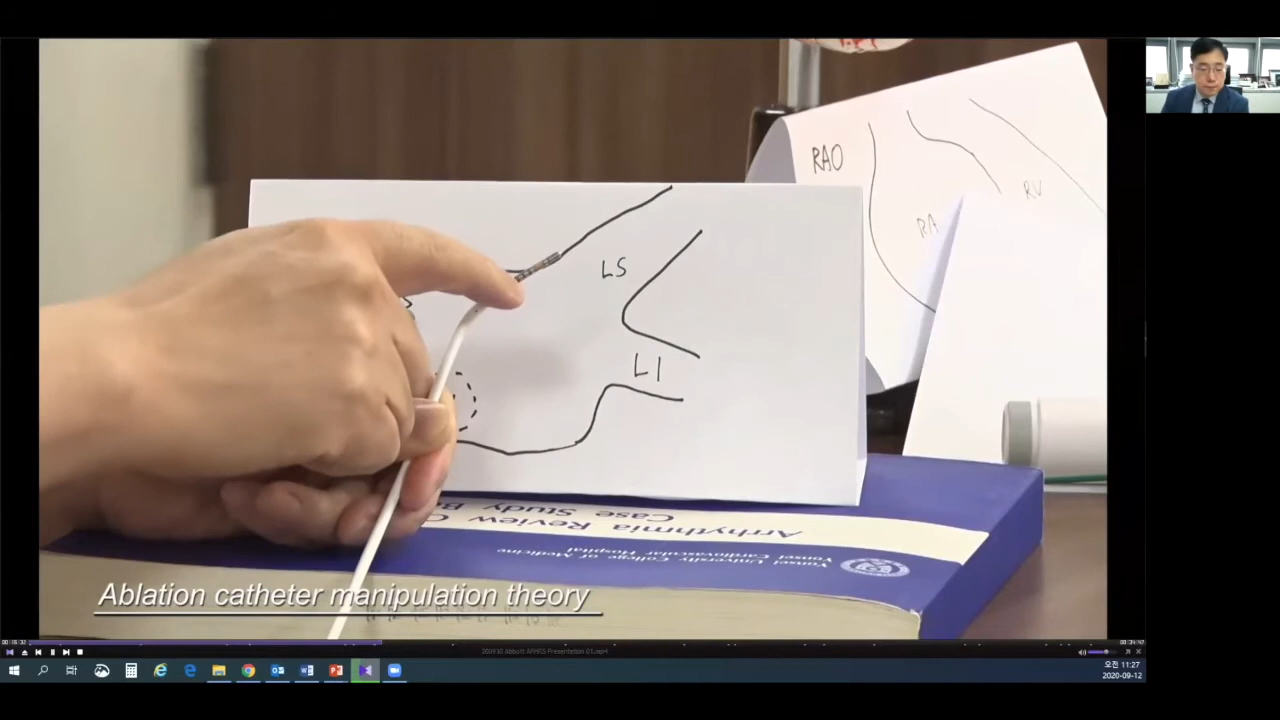 RAO
RV
RA
LS
LI
Arrhythmia Review
Case Study
Yonsei University College of Medicine
Yonsei Cardiovascular Hospital
Ablation catheter manipulation theory
오전 11:27
2020-09-12